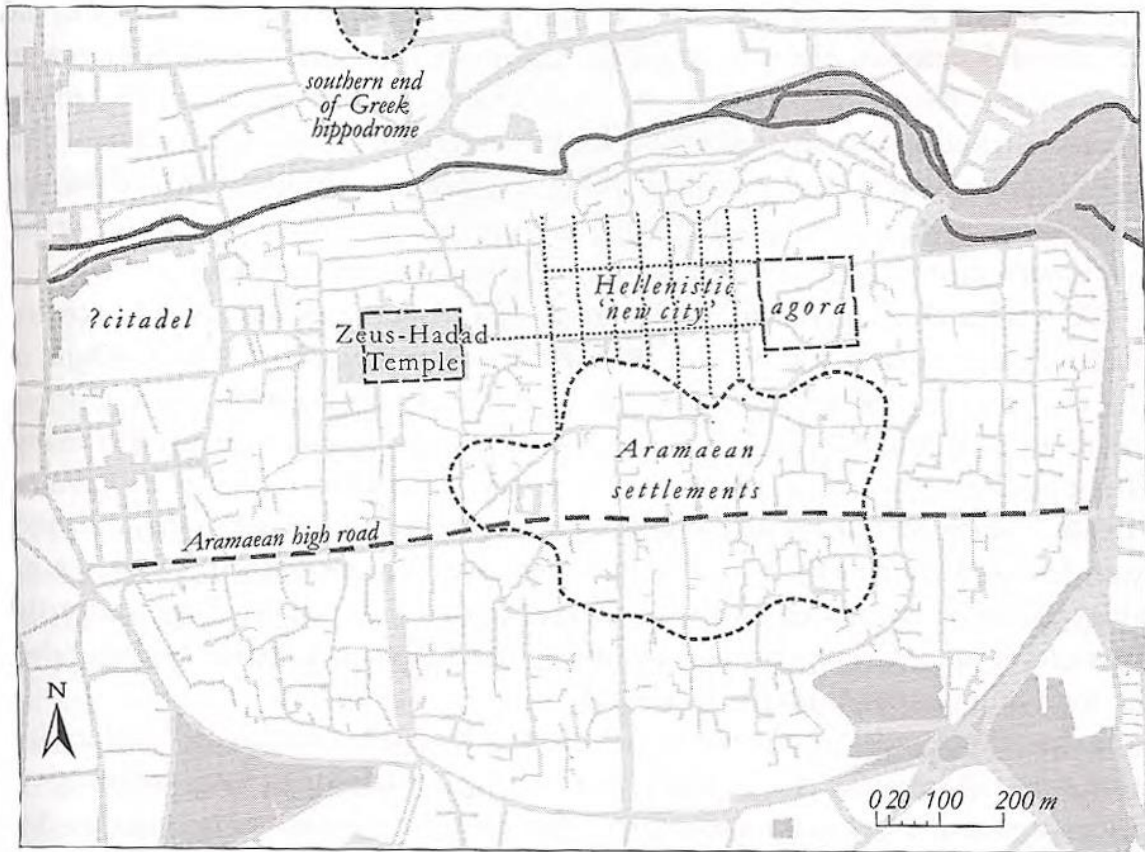 southern end
of Greek
hippodrome
?citadel
Zeus-Hadad
Temple
Hellenistic
'new city'
agora
Aramaean
settlements
Aramaean high road
N
0 20 100 200 m